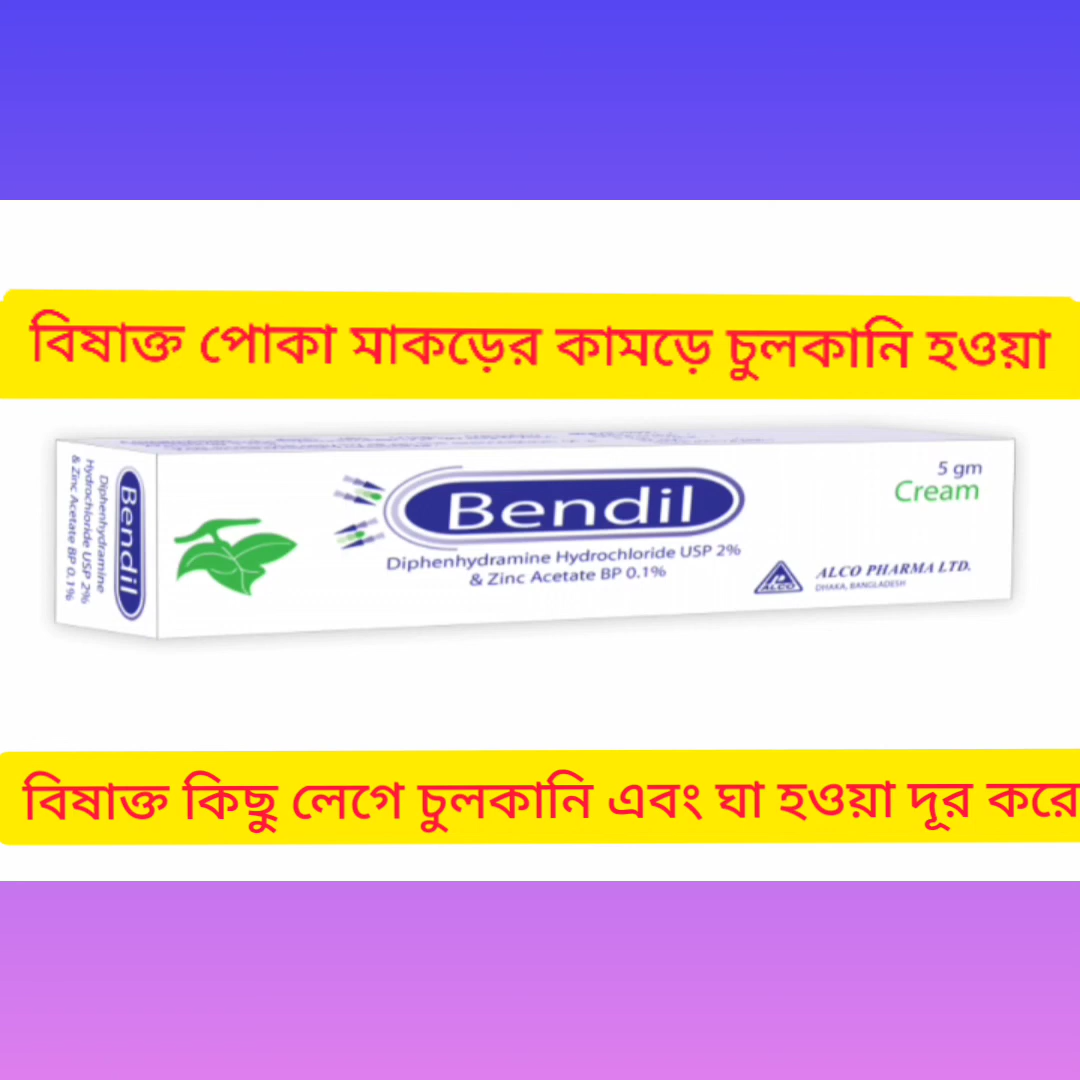 বিষাক্ত পোকা মাকড়ের কামড়ে চুলকানি হওয়া
5 gm
Cream
Bendil
Diphenhydramine Hydrochloride USP 2%
& Zinc Acetate BP 0.1%
ALCO
ALCO PHARMA LTD.
DHAKA, BANGLADESH
Bendil
Diphenhydramine
Hydrochloride USP 2%
& Zinc Acetate BP 0.1%
বিষাক্ত কিছু লেগে চুলকানি এবং ঘা হওয়া দূর করে